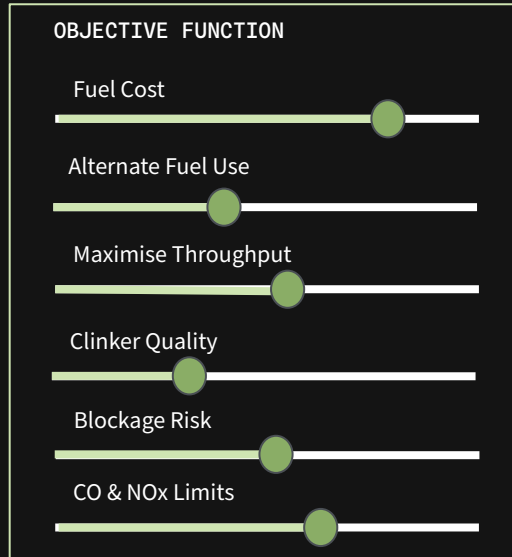 OBJECTIVE FUNCTION
Fuel Cost
Alternate Fuel Use
Maximise Throughput
Clinker Quality
Blockage Risk
CO & NOx Limits